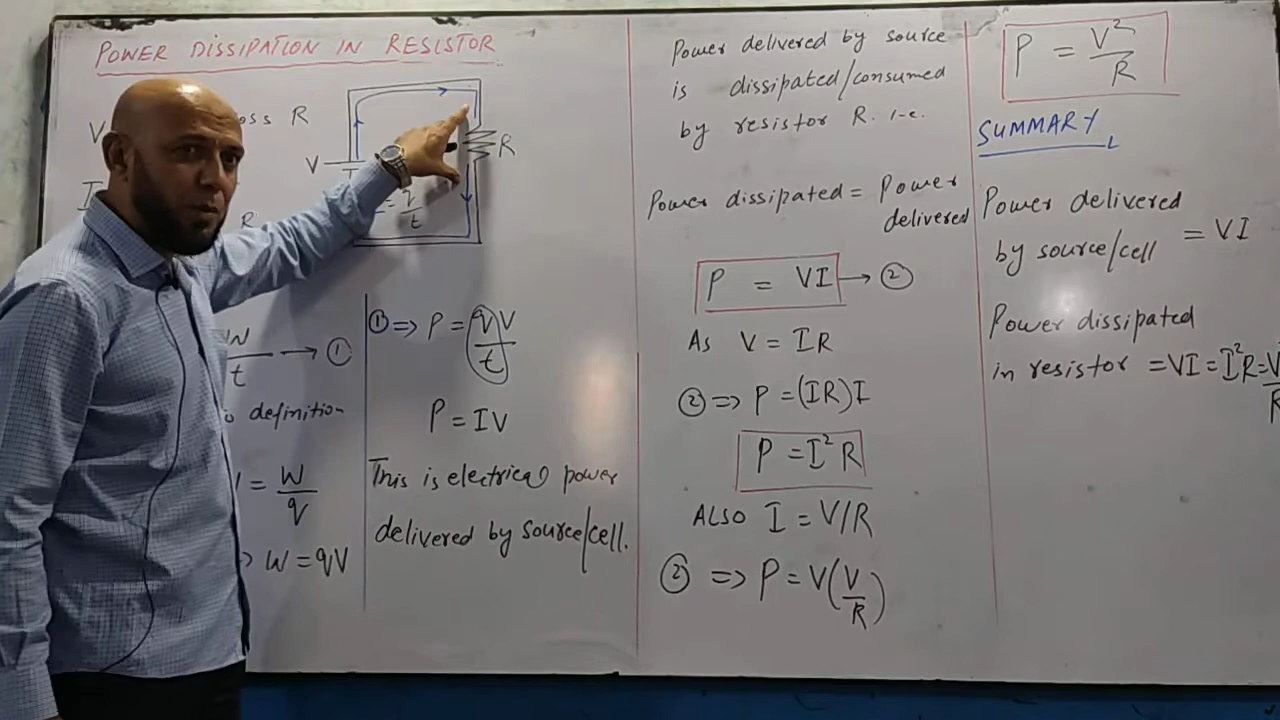 POWER DISSIPATION IN RESISTOR
V
oss R
I
R
V
R
= q/t
W/t → ①
definition
= W/q
⇒ W = qV
① ⇒ P = qV/t
P = IV
This is electrical power
delivered by source/cell.
Power delivered by source
is dissipated/consumed
by resistor R. i.e.
Power dissipated = Power
delivered
P = VI → ②
As V = IR
② ⇒ P = (IR)I
P = I²R
ALSO I = V/R
② ⇒ P = V(V/R)
P = V²/R
SUMMARY
Power delivered
by source/cell = VI
Power dissipated
in resistor = VI = I²R = V²/R